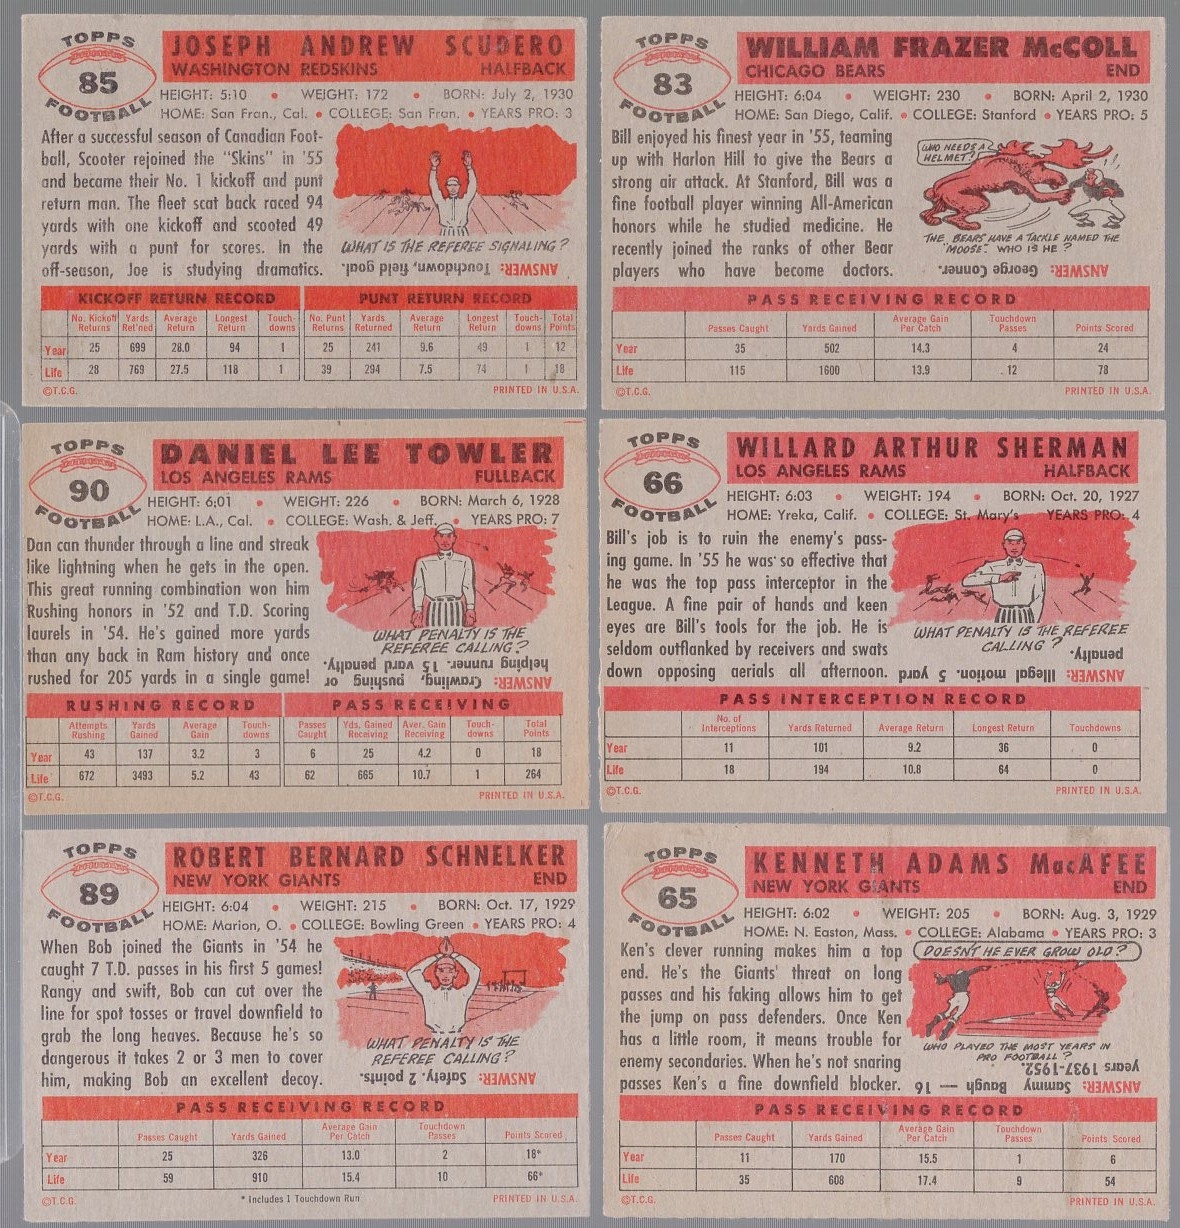 TOPPS
85
FOOTBALL
JOSEPH ANDREW SCUDERO
WASHINGTON REDSKINS HALFBACK
HEIGHT: 5:10 • WEIGHT: 172 • BORN: July 2, 1930
HOME: San Fran., Cal. • COLLEGE: San Fran. • YEARS PRO: 3
After a successful season of Canadian Foot-
ball, Scooter rejoined the "Skins" in '55
and became their No. 1 kickoff and punt
return man. The fleet scat back raced 94
yards with one kickoff and scooted 49
yards with a punt for scores. In the
off-season, Joe is studying dramatics.
WHAT IS THE REFEREE SIGNALING?
ANSWER: Touchdown, field goal.
KICKOFF RETURN RECORD PUNT RETURN RECORD
No. Kickoff Returns Yards Ret'ned Average Return Longest Return Touch-downs No. Punt Returns Yards Returned Average Return Longest Return Touch-downs Total Points
Year 25 699 28.0 94 1 25 241 9.6 49 1 12
Life 28 769 27.5 118 1 39 294 7.5 74 1 18
©T.C.G. PRINTED IN U.S.A.
TOPPS
83
FOOTBALL
WILLIAM FRAZER McCOLL
CHICAGO BEARS END
HEIGHT: 6:04 • WEIGHT: 230 • BORN: April 2, 1930
HOME: San Diego, Calif. • COLLEGE: Stanford • YEARS PRO: 5
Bill enjoyed his finest year in '55, teaming
up with Harlon Hill to give the Bears a
strong air attack. At Stanford, Bill was a
fine football player winning All-American
honors while he studied medicine. He
recently joined the ranks of other Bear
players who have become doctors.
WHO NEEDS A
HELMET?
THE BEARS HAVE A TACKLE NAMED THE
"MOOSE". WHO IS HE?
ANSWER: George Conner.
PASS RECEIVING RECORD
Passes Caught Yards Gained Average Gain Per Catch Touchdown Passes Points Scored
Year 35 502 14.3 4 24
Life 115 1600 13.9 12 78
©T.C.G. PRINTED IN U.S.A.
TOPPS
90
FOOTBALL
DANIEL LEE TOWLER
LOS ANGELES RAMS FULLBACK
HEIGHT: 6:01 • WEIGHT: 226 • BORN: March 6, 1928
HOME: L.A., Cal. • COLLEGE: Wash. & Jeff. • YEARS PRO: 7
Dan can thunder through a line and streak
like lightning when he gets in the open.
This great running combination won him
Rushing honors in '52 and T.D. Scoring
laurels in '54. He's gained more yards
than any back in Ram history and once
rushed for 205 yards in a single game!
WHAT PENALTY IS THE
REFEREE CALLING?
ANSWER: Crawling, pushing or
helping runner. 15 yard penalty.
RUSHING RECORD PASS RECEIVING
Attempts Rushing Yards Gained Average Gain Touch-downs Passes Caught Yds. Gained Receiving Aver. Gain Receiving Touch-downs Total Points
Year 43 137 3.2 3 6 25 4.2 0 18
Life 672 3493 5.2 43 62 665 10.7 1 264
©T.C.G. PRINTED IN U.S.A.
TOPPS
66
FOOTBALL
WILLARD ARTHUR SHERMAN
LOS ANGELES RAMS HALFBACK
HEIGHT: 6:03 • WEIGHT: 194 • BORN: Oct. 20, 1927
HOME: Yreka, Calif. • COLLEGE: St. Mary's YEARS PRO: 4
Bill's job is to ruin the enemy's pass-
ing game. In '55 he was so effective that
he was the top pass interceptor in the
League. A fine pair of hands and keen
eyes are Bill's tools for the job. He is
seldom outflanked by receivers and swats
down opposing aerials all afternoon.
WHAT PENALTY IS THE REFEREE
CALLING?
ANSWER: Illegal motion. 5 yard
penalty.
PASS INTERCEPTION RECORD
No. of Interceptions Yards Returned Average Return Longest Return Touchdowns
Year 11 101 9.2 36 0
Life 18 194 10.8 64 0
©T.C.G. PRINTED IN U.S.A.
TOPPS
89
FOOTBALL
ROBERT BERNARD SCHNELKER
NEW YORK GIANTS END
HEIGHT: 6:04 • WEIGHT: 215 • BORN: Oct. 17, 1929
HOME: Marion, O. • COLLEGE: Bowling Green • YEARS PRO: 4
When Bob joined the Giants in '54 he
caught 7 T.D. passes in his first 5 games!
Rangy and swift, Bob can cut over the
line for spot tosses or travel downfield to
grab the long heaves. Because he's so
dangerous it takes 2 or 3 men to cover
him, making Bob an excellent decoy.
WHAT PENALTY IS THE
REFEREE CALLING?
ANSWER: Safety. 2 points.
PASS RECEIVING RECORD
Passes Caught Yards Gained Average Gain Per Catch Touchdown Passes Points Scored
Year 25 326 13.0 2 18*
Life 59 910 15.4 10 66*
©T.C.G. * Includes 1 Touchdown Run PRINTED IN U.S.A.
TOPPS
65
FOOTBALL
KENNETH ADAMS MacAFEE
NEW YORK GIANTS END
HEIGHT: 6:02 • WEIGHT: 205 • BORN: Aug. 3, 1929
HOME: N. Easton, Mass. • COLLEGE: Alabama • YEARS PRO: 3
Ken's clever running makes him a top
end. He's the Giants' threat on long
passes and his faking allows him to get
the jump on pass defenders. Once Ken
has a little room, it means trouble for
enemy secondaries. When he's not snaring
passes Ken's a fine downfield blocker.
DOESN'T HE EVER GROW OLD?
WHO PLAYED THE MOST YEARS IN
PRO FOOTBALL?
ANSWER: Sammy Baugh — 16
years 1937-1952.
PASS RECEIVING RECORD
Passes Caught Yards Gained Average Gain Per Catch Touchdown Passes Points Scored
Year 11 170 15.5 1 6
Life 35 608 17.4 9 54
©T.C.G. PRINTED IN U.S.A.